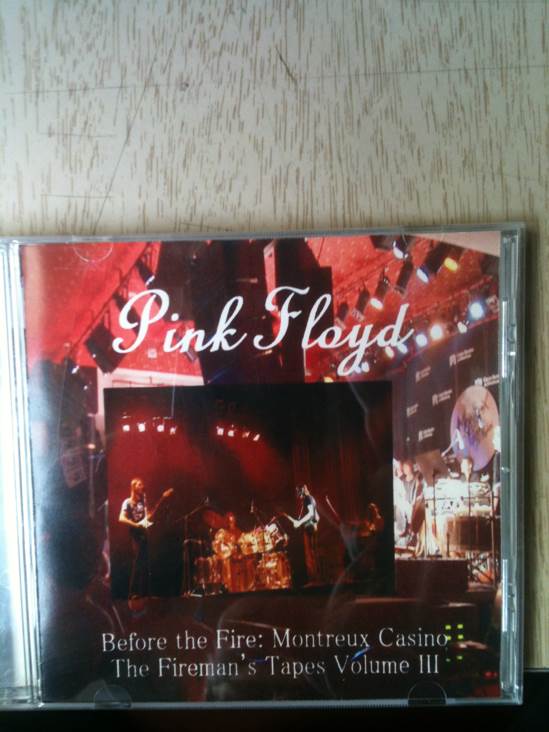 Pink Floyd
Before the Fire: Montreux Casino
The Fireman's Tapes Volume III